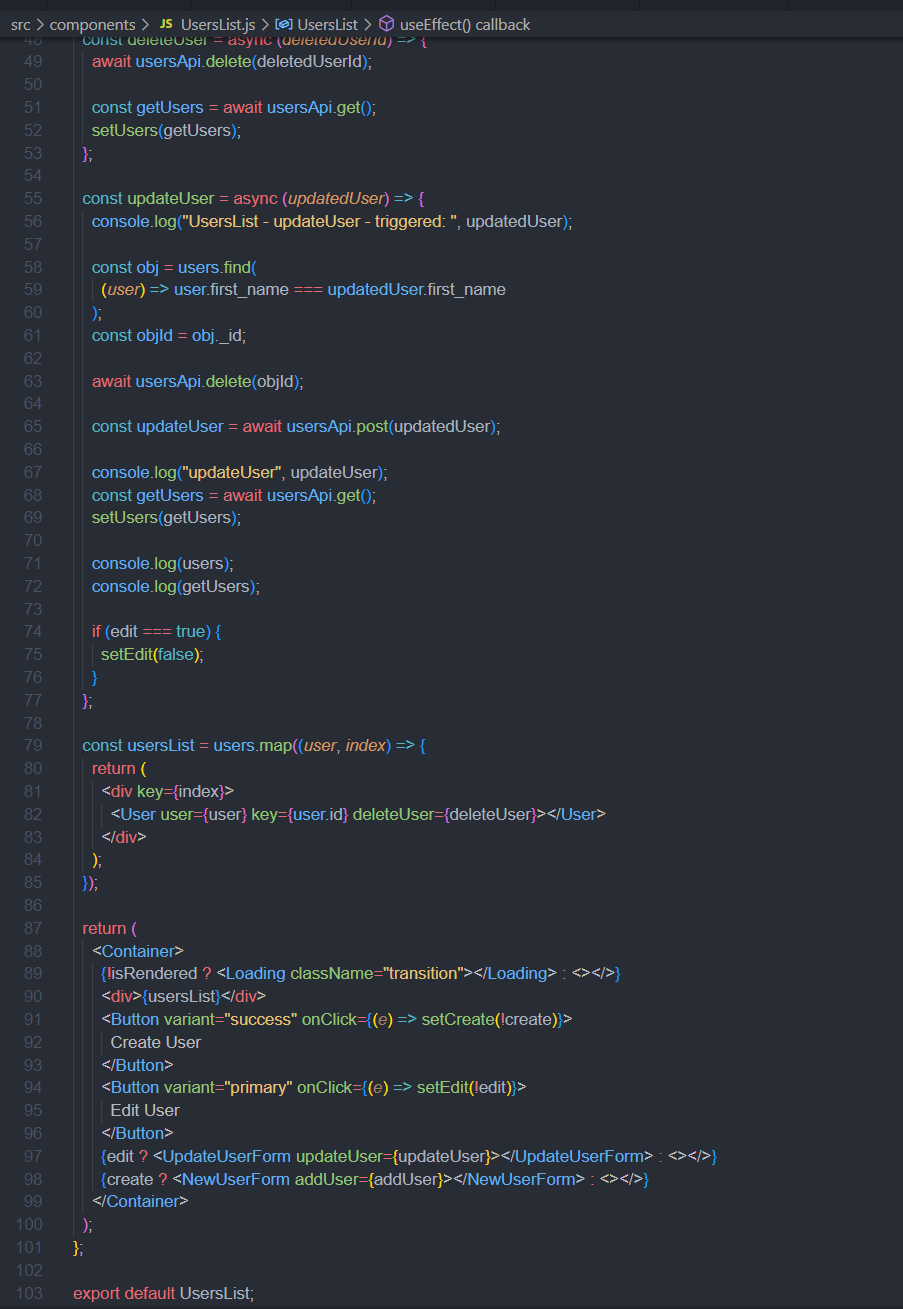 src > components > JS UsersList.js > UsersList > useEffect() callback
48 const deleteUser = async (deletedUserId) => {
49 await usersApi.delete(deletedUserId);
50
51 const getUsers = await usersApi.get();
52 setUsers(getUsers);
53 };
54
55 const updateUser = async (updatedUser) => {
56 console.log("UsersList - updateUser - triggered: ", updatedUser);
57
58 const obj = users.find(
59 (user) => user.first_name === updatedUser.first_name
60 );
61 const objId = obj._id;
62
63 await usersApi.delete(objId);
64
65 const updateUser = await usersApi.post(updatedUser);
66
67 console.log("updateUser", updateUser);
68 const getUsers = await usersApi.get();
69 setUsers(getUsers);
70
71 console.log(users);
72 console.log(getUsers);
73
74 if (edit === true) {
75 setEdit(false);
76 }
77 };
78
79 const usersList = users.map((user, index) => {
80 return (
81 <div key={index}>
82 <User user={user} key={user.id} deleteUser={deleteUser}></User>
83 </div>
84 );
85 });
86
87 return (
88 <Container>
89 {!isRendered ? <Loading className="transition"></Loading> : <></>}
90 <div>{usersList}</div>
91 <Button variant="success" onClick={(e) => setCreate(!create)}>
92 Create User
93 </Button>
94 <Button variant="primary" onClick={(e) => setEdit(!edit)}>
95 Edit User
96 </Button>
97 {edit ? <UpdateUserForm updateUser={updateUser}></UpdateUserForm> : <></>}
98 {create ? <NewUserForm addUser={addUser}></NewUserForm> : <></>}
99 </Container>
100 );
101 };
102
103 export default UsersList;